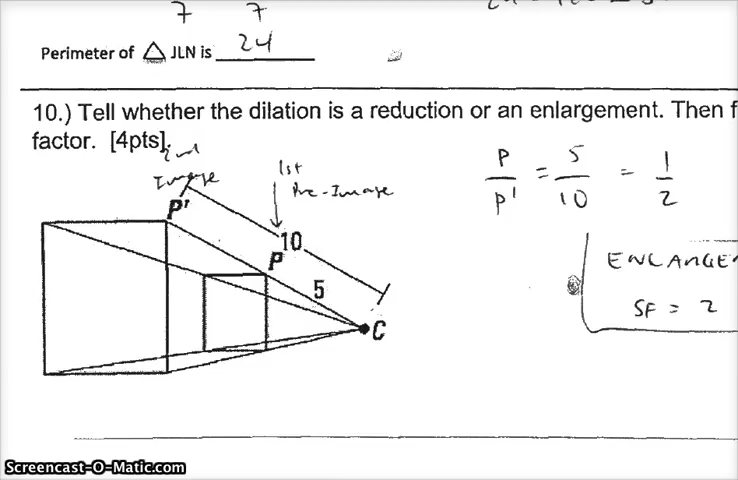 7 7
Perimeter of △ JLN is 24
10.) Tell whether the dilation is a reduction or an enlargement. Then f
factor. [4pts].
2nd
Image
1st
Pre-Image
P'
10
P
5
C
P/P' = 5/10 = 1/2
ENLARGE
SF = 2
Screencast-O-Matic.com